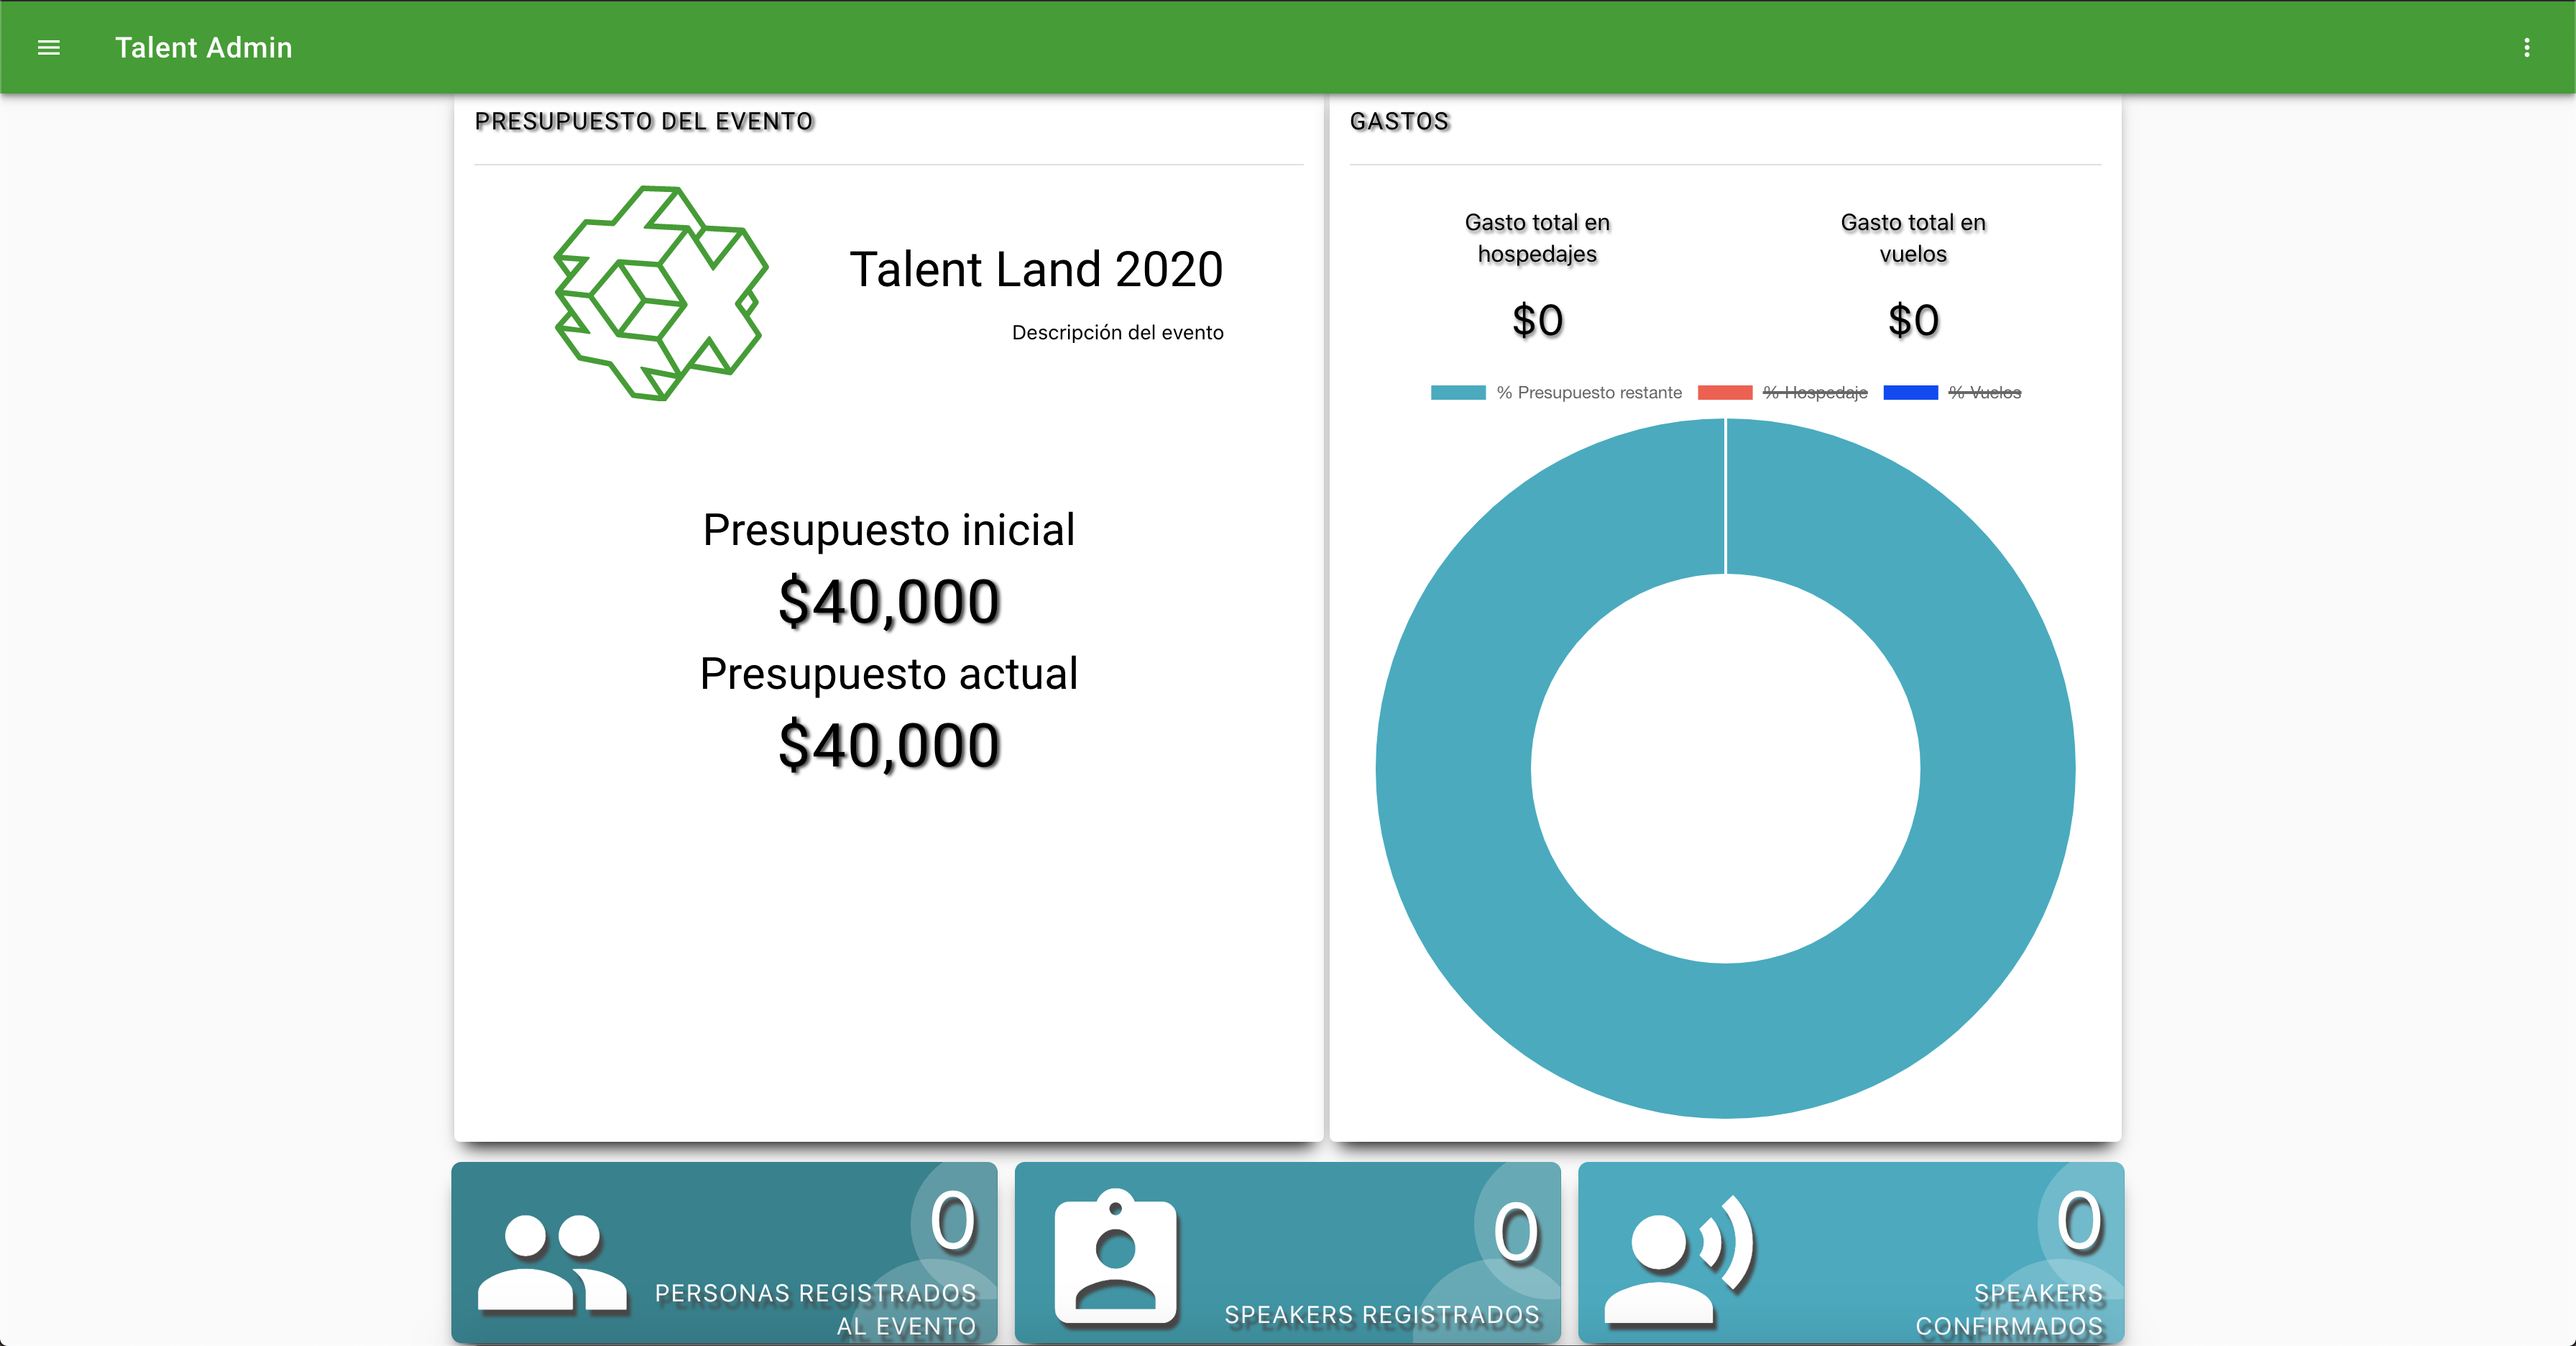 Talent Admin
PRESUPUESTO DEL EVENTO
Talent Land 2020
Descripción del evento
Presupuesto inicial
$40,000
Presupuesto actual
$40,000
GASTOS
Gasto total en
hospedajes
$0
Gasto total en
vuelos
$0
% Presupuesto restante % Hospedaje % Vuelos
0
PERSONAS REGISTRADOS
AL EVENTO
0
SPEAKERS REGISTRADOS
0
SPEAKERS
CONFIRMADOS